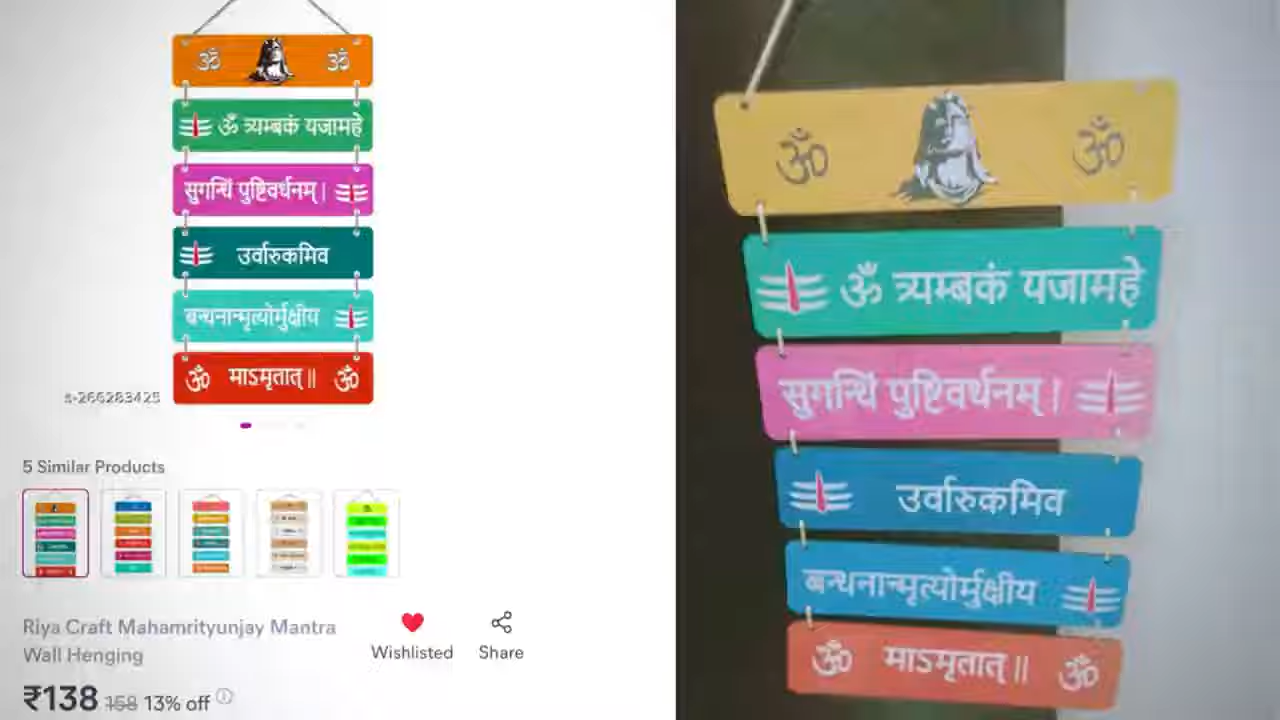 ॐ ॐ
ॐ त्र्यम्बकं यजामहे
सुगन्धिं पुष्टिवर्धनम्।
उर्वारुकमिव
बन्धनान्मृत्योर्मुक्षीय
ॐ माऽमृतात्॥ ॐ
s-266283425
5 Similar Products
Riya Craft Mahamrityunjay Mantra
Wall Henging
Wishlisted
Share
₹138 158 13% off
ॐ ॐ
ॐ त्र्यम्बकं यजामहे
सुगन्धिं पुष्टिवर्धनम्।
उर्वारुकमिव
बन्धनान्मृत्योर्मुक्षीय
ॐ माऽमृतात्॥ ॐ